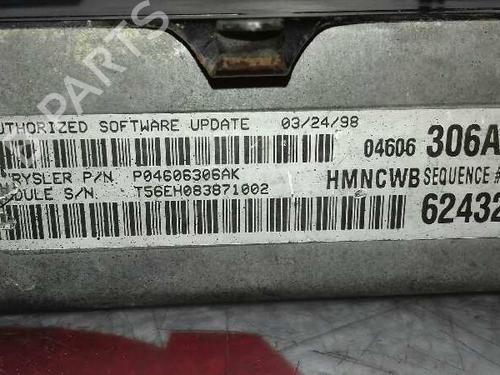 UTHORIZED SOFTWARE UPDATE 03/24/98
04606 306A
RYSLER P/N. P04606306AK
DULE S/N. T56EH083871002
HMNCWB SEQUENCE #
62432
PARTS